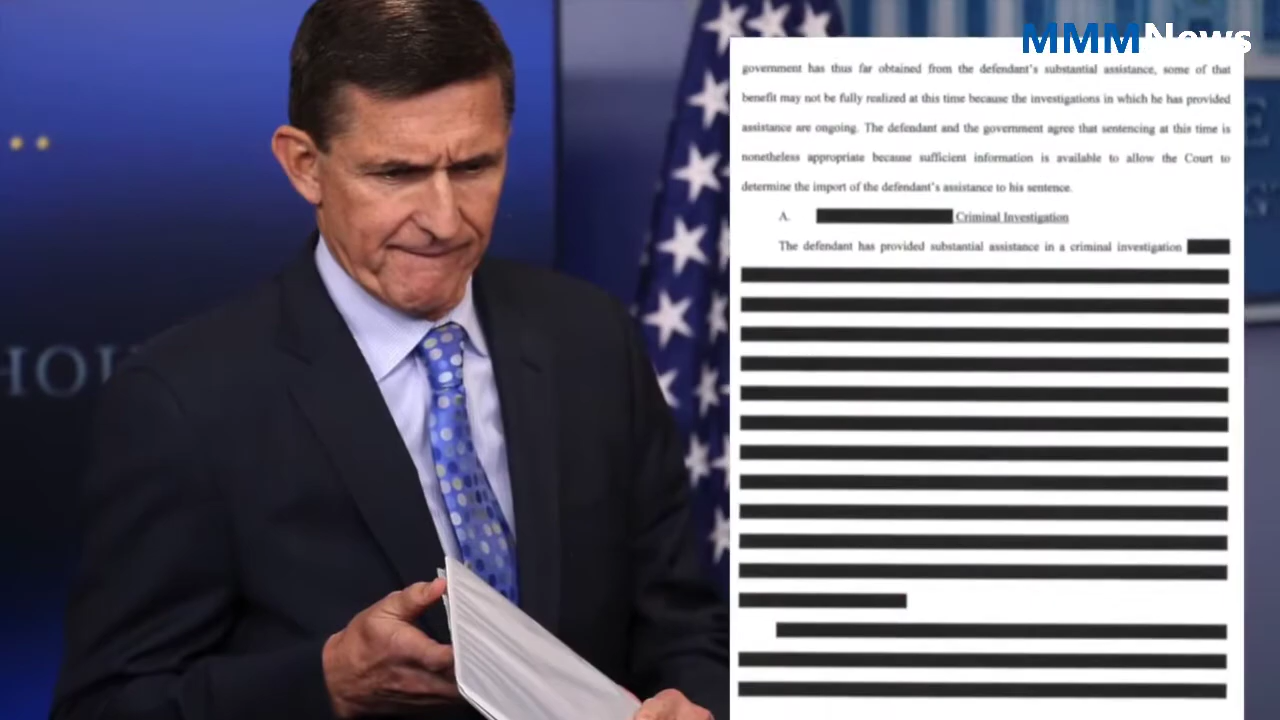 MMMNews
government has thus far obtained from the defendant's substantial assistance, some of that
benefit may not be fully realized at this time because the investigations in which he has provided
assistance are ongoing. The defendant and the government agree that sentencing at this time is
nonetheless appropriate because sufficient information is available to allow the Court to
determine the import of the defendant's assistance to his sentence.
A. Criminal Investigation
The defendant has provided substantial assistance in a criminal investigation
HOU
E